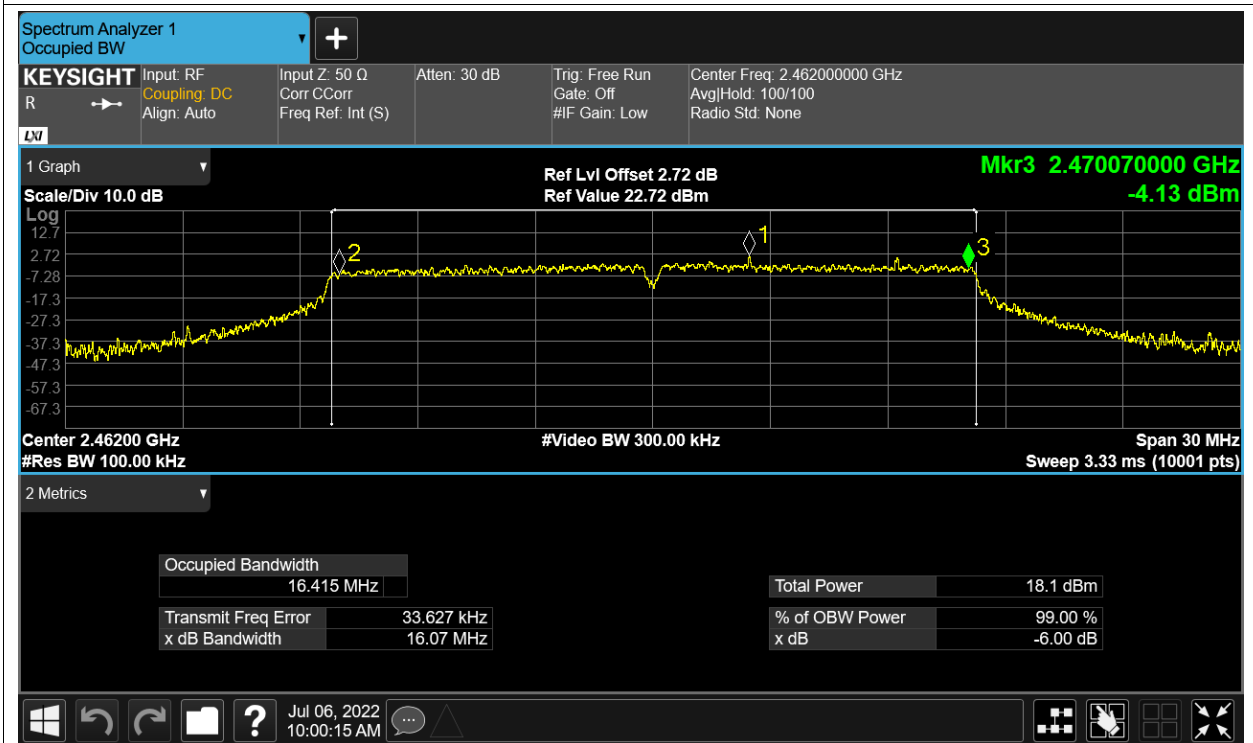 Spectrum Analyzer 1
Occupied BW
KEYSIGHT
R
LXI
Input: RF
Coupling: DC
Align: Auto
Input Z: 50 Ω
Corr CCorr
Freq Ref: Int (S)
Atten: 30 dB
Trig: Free Run
Gate: Off
#IF Gain: Low
Center Freq: 2.462000000 GHz
Avg|Hold: 100/100
Radio Std: None
1 Graph
Scale/Div 10.0 dB
Ref Lvl Offset 2.72 dB
Ref Value 22.72 dBm
Mkr3 2.470070000 GHz
-4.13 dBm
Log
12.7
2.72
-7.28
-17.3
-27.3
-37.3
-47.3
-57.3
-67.3
2
1
3
Center 2.46200 GHz
#Video BW 300.00 kHz
Span 30 MHz
#Res BW 100.00 kHz
Sweep 3.33 ms (10001 pts)
2 Metrics
Occupied Bandwidth
16.415 MHz
Total Power 18.1 dBm
Transmit Freq Error 33.627 kHz
% of OBW Power 99.00 %
x dB Bandwidth 16.07 MHz
x dB -6.00 dB
?
Jul 06, 2022
10:00:15 AM